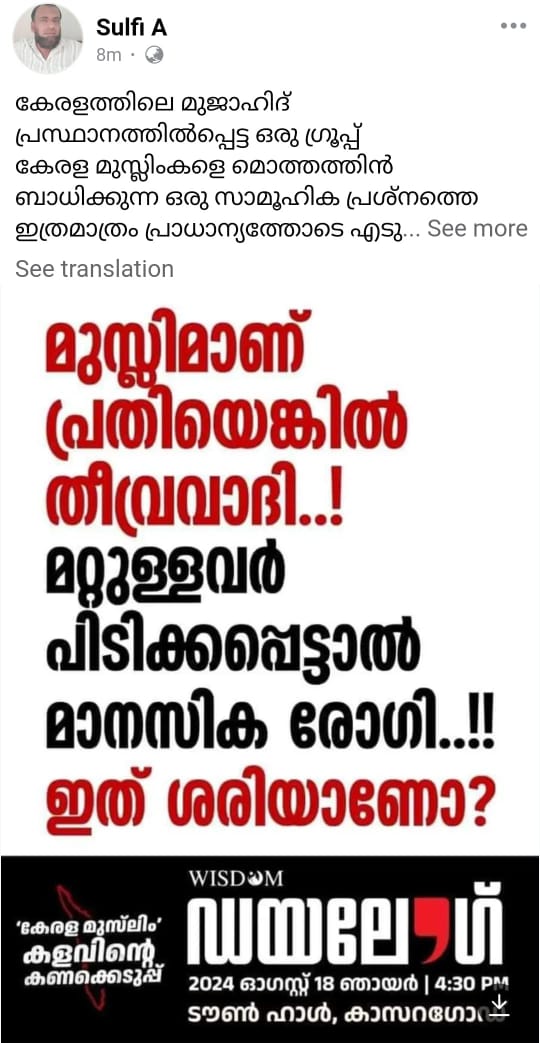 Sulfi A
8m
കേരളത്തിലെ മുജാഹിദ്
പ്രസ്ഥാനത്തിൽപ്പെട്ട ഒരു ഗ്രൂപ്പ്
കേരള മുസ്ലിംകളെ മൊത്തത്തിൻ
ബാധിക്കുന്ന ഒരു സാമൂഹിക പ്രശ്നത്തെ
ഇത്രമാത്രം പ്രാധാന്യത്തോടെ എടു... See more
See translation
മുസ്ലിമാണ്
പ്രതിയെങ്കിൽ
തീവ്രവാദി..!
മറ്റുള്ളവർ
പിടിക്കപ്പെട്ടാൽ
മാനസിക രോഗി..!!
ഇത് ശരിയാണോ?
'കേരള മുസ്‌ലിം'
കളവിന്റെ
കണക്കെടുപ്പ്
WISDOM
ഡയലോഗ്
2024 ഓഗസ്റ്റ് 18 ഞായർ | 4:30 PM
ടൗൺ ഹാൾ, കാസറഗോഡ്